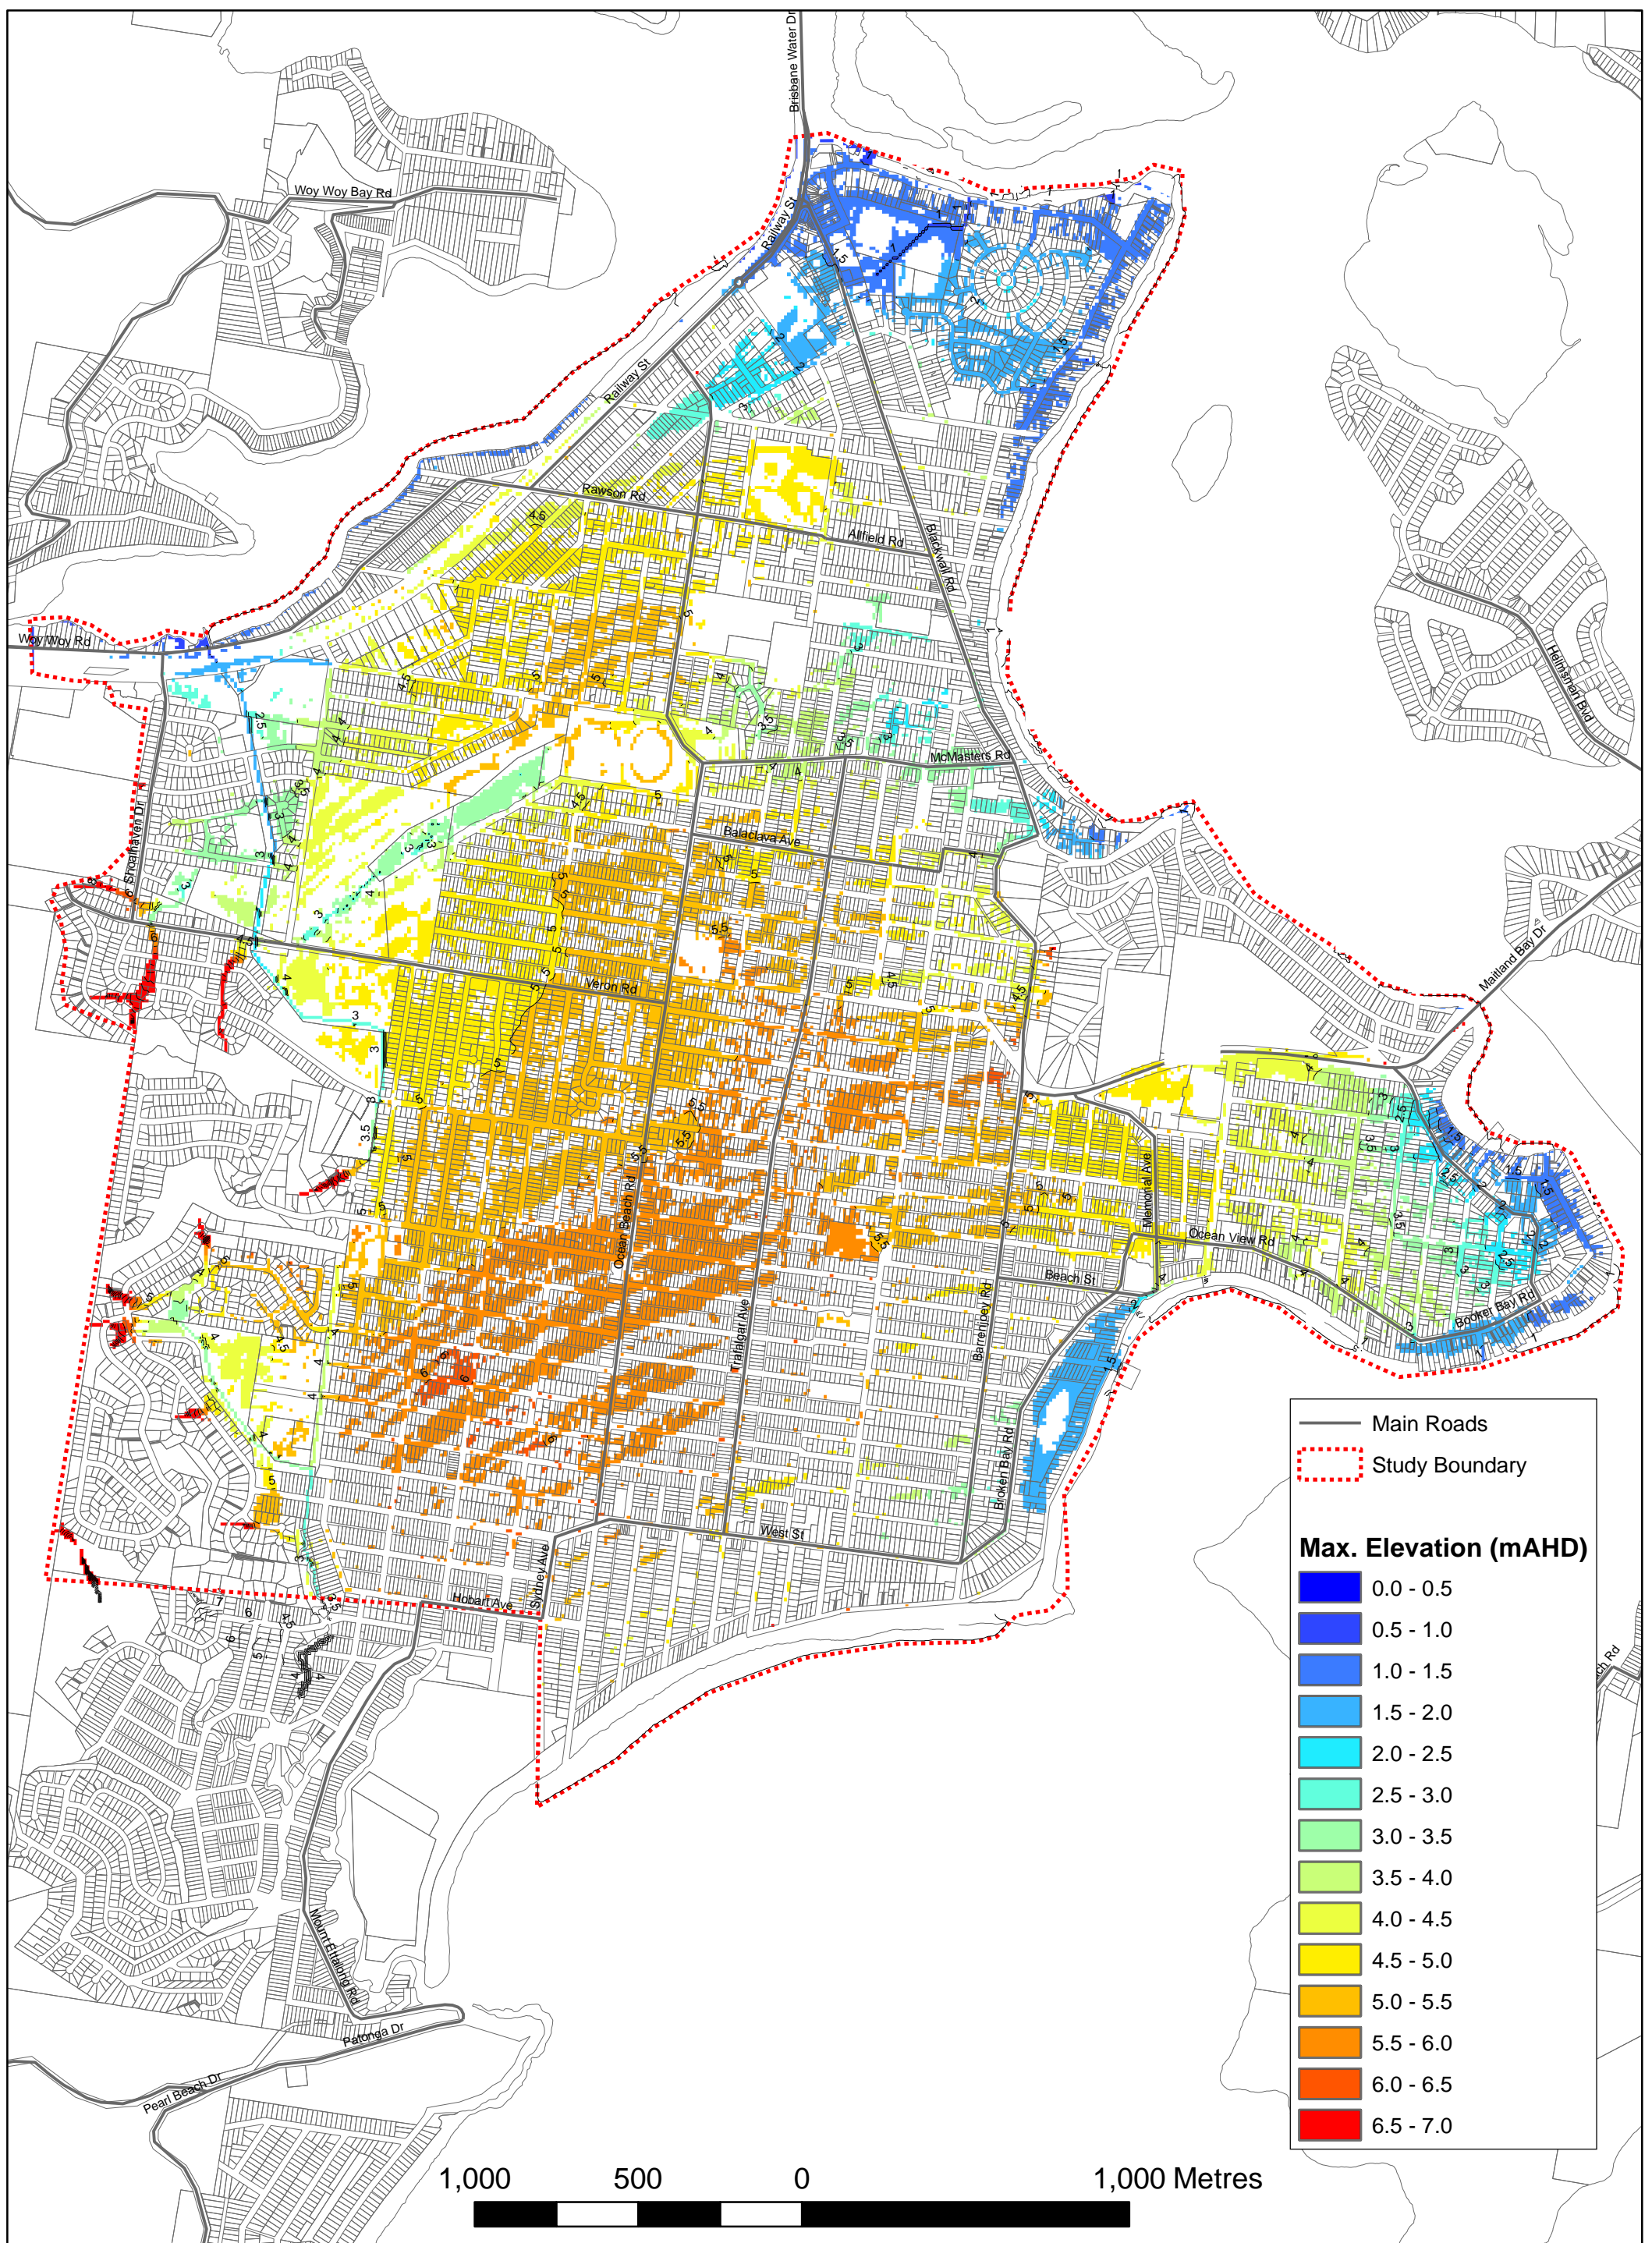 Brisbane Water Dr
Woy Woy Bay Rd
Railway St
Railway St
Rawson Rd
Allfield Rd
Blackwall Rd
Woy Woy Rd
Helmsman Bvd
McMasters Rd
Shoalhaven Dr
Balaclava Ave
Maitland Bay Dr
Veron Rd
Memorial Ave
Ocean Beach Rd
Ocean View Rd
Beach St
Barrenjoey Rd
Trafalgar Ave
Booker Bay Rd
Broken Bay Rd
West St
Sydney Ave
Hobart Ave
ch Rd
Mount Ettalong Rd
Patonga Dr
Pearl Beach Dr
Main Roads
Study Boundary
Max. Elevation (mAHD)
0.0 - 0.5
0.5 - 1.0
1.0 - 1.5
1.5 - 2.0
2.0 - 2.5
2.5 - 3.0
3.0 - 3.5
3.5 - 4.0
4.0 - 4.5
4.5 - 5.0
5.0 - 5.5
5.5 - 6.0
6.0 - 6.5
6.5 - 7.0
1,000 500 0 1,000 Metres